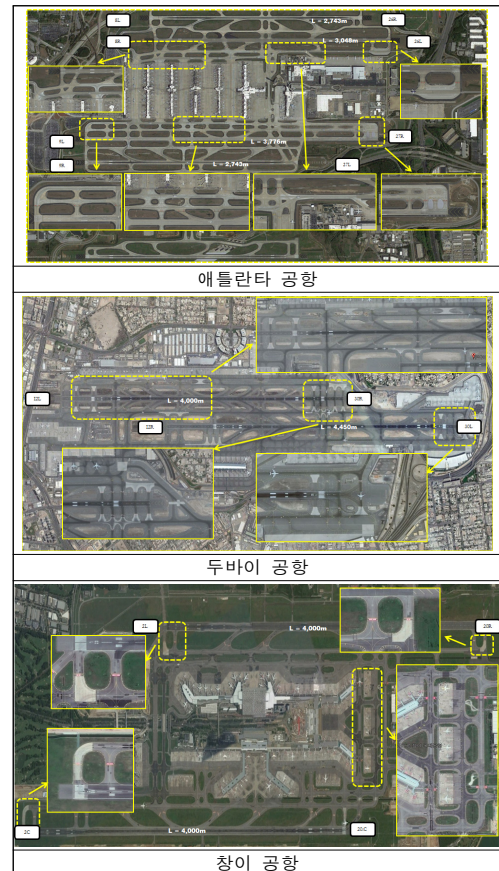 8L
26R
8R
L = 3,048m
26L
L = 2,743m
9L
L = 3,776m
27R
9R
L = 2,743m
27L
애틀란타 공항
12L
L = 4,000m
30R
30L
12R
L = 4,450m
두바이 공항
2L
L = 4,000m
20R
2C
L = 4,000m
20C
창이 공항